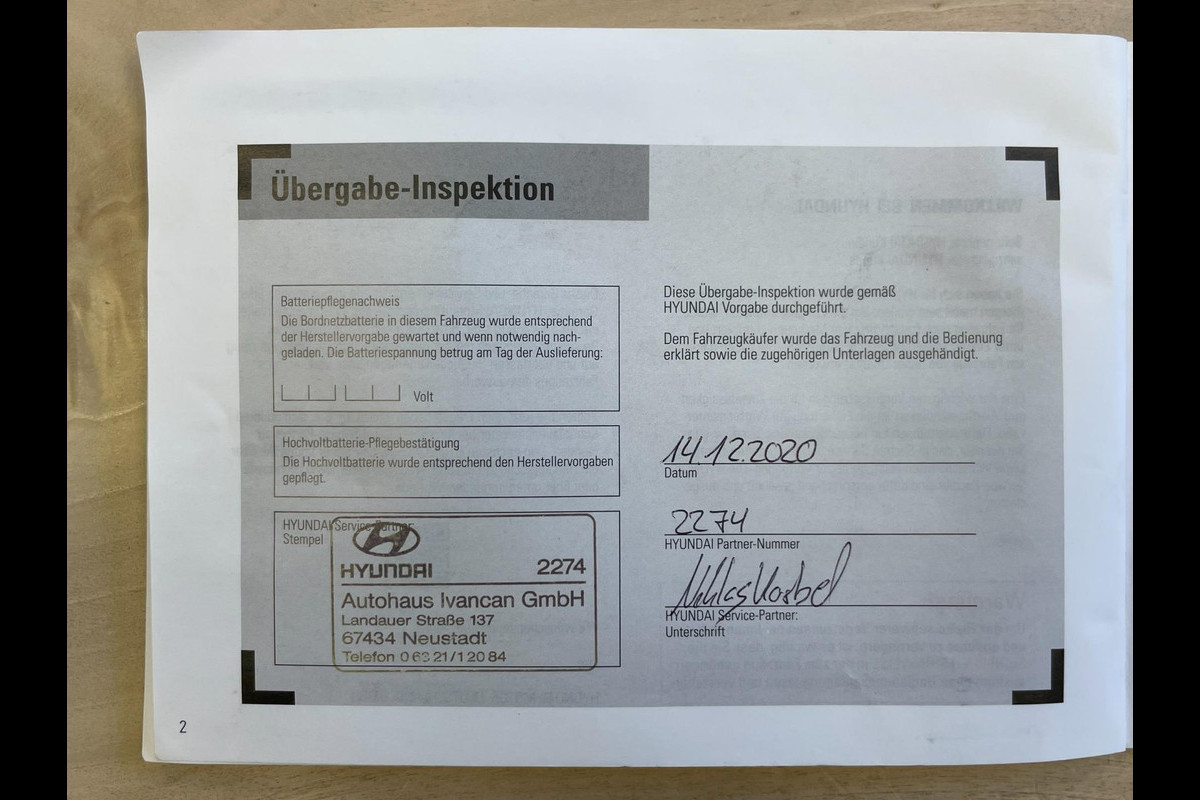 Übergabe-Inspektion
Batteriepflegenachweis
Die Bordnetzbatterie in diesem Fahrzeug wurde entsprechend
der Herstellervorgabe gewartet und wenn notwendig nach-
geladen. Die Batteriespannung betrug am Tag der Auslieferung:
Volt
Hochvoltbatterie-Pflegebestätigung
Die Hochvoltbatterie wurde entsprechend den Herstellervorgaben
gepflegt.
HYUNDAI Service-Partner:
Stempel
HYUNDAI 2274
Autohaus Ivancan GmbH
Landauer Straße 137
67434 Neustadt
Telefon 0 63 21/1 20 84
Diese Übergabe-Inspektion wurde gemäß
HYUNDAI Vorgabe durchgeführt.
Dem Fahrzeugkäufer wurde das Fahrzeug und die Bedienung
erklärt sowie die zugehörigen Unterlagen ausgehändigt.
14.12.2020
Datum
2274
HYUNDAI Partner-Nummer
Niklas
HYUNDAI Service-Partner:
Unterschrift
2